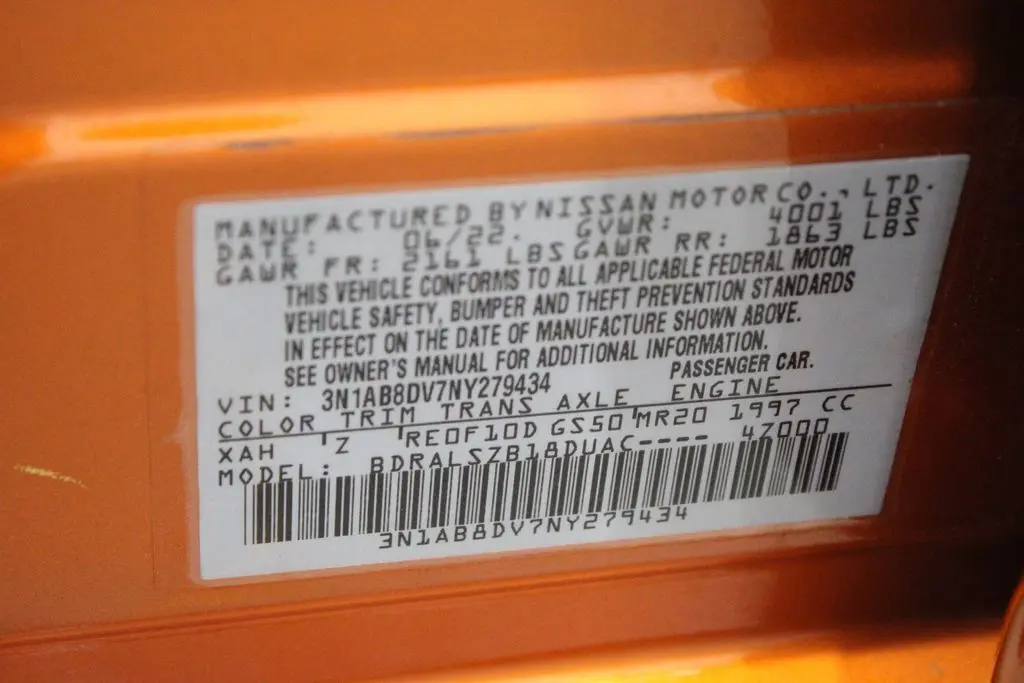 MANUFACTURED BY NISSAN MOTOR CO., LTD.
DATE: 06/22. GVWR: 4001 LBS
GAWR FR: 2161 LBS GAWR RR: 1863 LBS
THIS VEHICLE CONFORMS TO ALL APPLICABLE FEDERAL MOTOR
VEHICLE SAFETY, BUMPER AND THEFT PREVENTION STANDARDS
IN EFFECT ON THE DATE OF MANUFACTURE SHOWN ABOVE.
SEE OWNER'S MANUAL FOR ADDITIONAL INFORMATION.
VIN: 3N1AB8DV7NY279434 PASSENGER CAR.
COLOR TRIM TRANS AXLE ENGINE
XAH Z RE0F10D GS50 MR20 1997 CC
MODEL: BDRALSZB18DUAC---- 4Z000
3N1AB8DV7NY279434